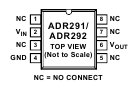 NC 1
V_IN 2
NC 3
GND 4
ADR291/
ADR292
TOP VIEW
(Not to Scale)
8 NC
7 NC
6 V_OUT
5 NC
NC = NO CONNECT